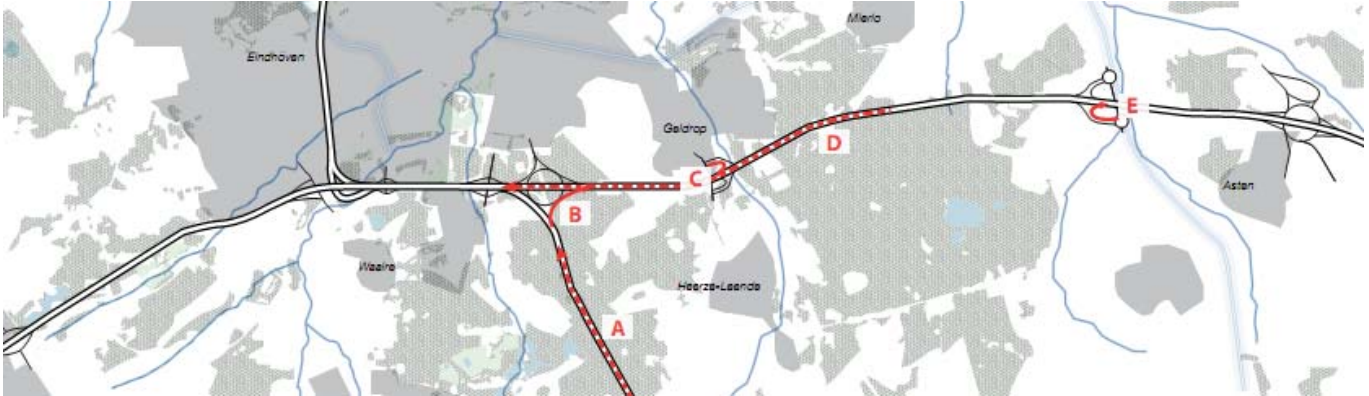 Mierlo
Eindhoven
E
Geldrop
D
C
Asten
B
Waalre
Heeze-Leende
A